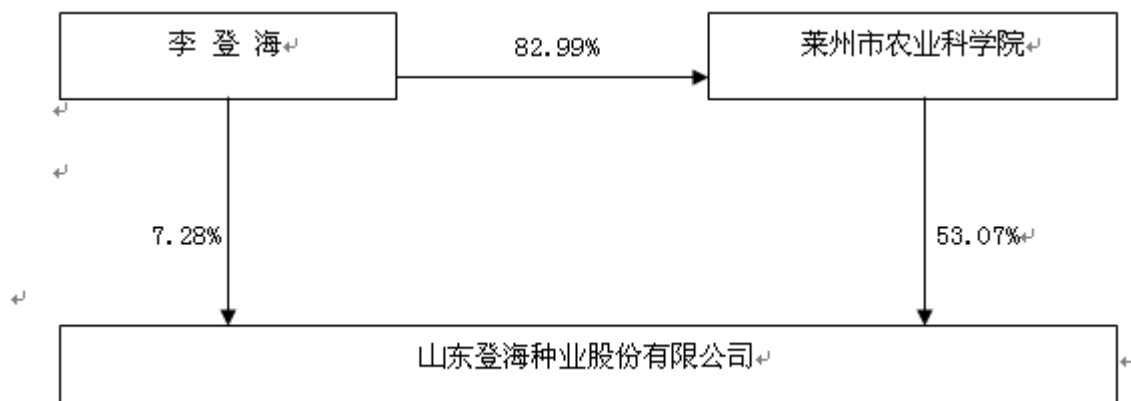 李 登 海
82.99%
莱州市农业科学院
7.28%
53.07%
山东登海种业股份有限公司